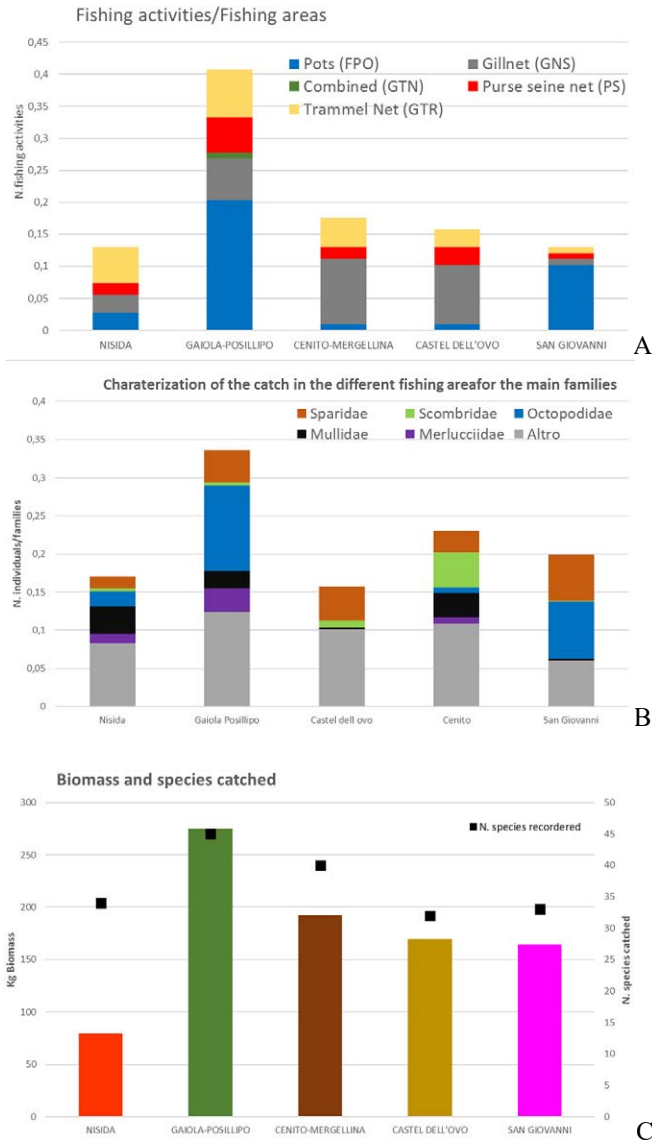 Fishing activities/Fishing areas
0,45
0,4
0,35
0,3
0,25
0,2
0,15
0,1
0,05
0
N.fishing activities
Pots (FPO)
Gillnet (GNS)
Combined (GTN)
Purse seine net (PS)
Trammel Net (GTR)
NISIDA
GAIOLA-POSILLIPO
CENITO-MERGELLINA
CASTEL DELL'OVO
SAN GIOVANNI
A
Charaterization of the catch in the different fishing areafor the main families
0,4
0,35
0,3
0,25
0,2
0,15
0,1
0,05
0
N. individuals/families
Sparidae
Scombridae
Octopodidae
Mullidae
Merlucciidae
Altro
Nisida
Gaiola Posillipo
Castel dell ovo
Cenito
San Giovanni
B
Biomass and species catched
300
250
200
150
100
50
0
Kg Biomass
N. species recordered
50
45
40
35
30
25
20
15
10
5
0
N. species catched
NISIDA
GAIOLA-POSILLIPO
CENITO-MERGELLINA
CASTEL DELL'OVO
SAN GIOVANNI
C